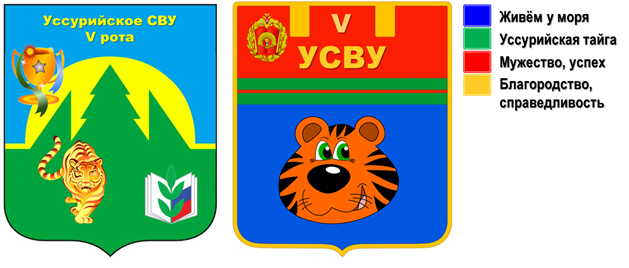 Уссурийское СВУ
V рота
V
УСВУ
Живём у моря
Уссурийская тайга
Мужество, успех
Благородство,
справедливость